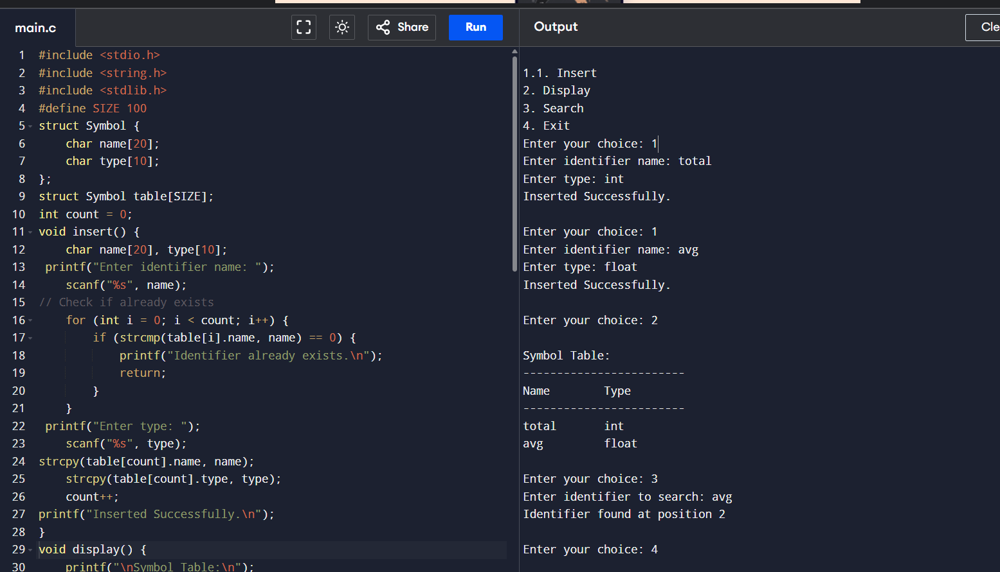 main.c
Share
Run
Output
Cle
1 #include <stdio.h>
2 #include <string.h>
3 #include <stdlib.h>
4 #define SIZE 100
5 struct Symbol {
6     char name[20];
7     char type[10];
8 };
9 struct Symbol table[SIZE];
10 int count = 0;
11 void insert() {
12     char name[20], type[10];
13  printf("Enter identifier name: ");
14     scanf("%s", name);
15 // Check if already exists
16     for (int i = 0; i < count; i++) {
17         if (strcmp(table[i].name, name) == 0) {
18             printf("Identifier already exists.\n");
19             return;
20         }
21     }
22  printf("Enter type: ");
23     scanf("%s", type);
24 strcpy(table[count].name, name);
25     strcpy(table[count].type, type);
26     count++;
27 printf("Inserted Successfully.\n");
28 }
29 void display() {
30     printf("\nSymbol Table:\n");
1.1. Insert
2. Display
3. Search
4. Exit
Enter your choice: 1
Enter identifier name: total
Enter type: int
Inserted Successfully.
Enter your choice: 1
Enter identifier name: avg
Enter type: float
Inserted Successfully.
Enter your choice: 2
Symbol Table:
------------------------
Name        Type
------------------------
total       int
avg         float
Enter your choice: 3
Enter identifier to search: avg
Identifier found at position 2
Enter your choice: 4